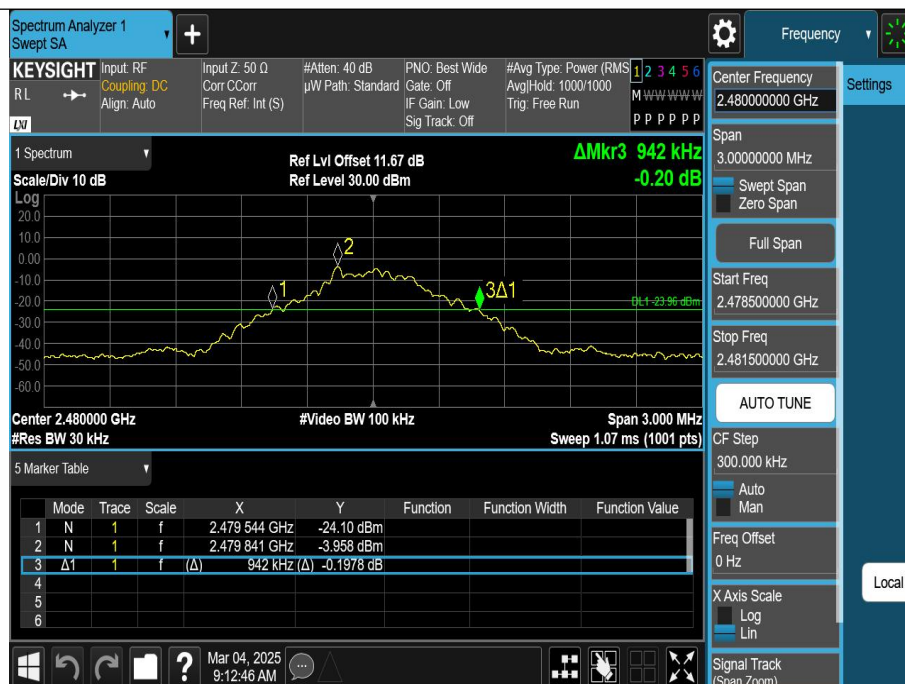 Spectrum Analyzer 1
Swept SA
Frequency
KEYSIGHT
R L
LXI
Input: RF
Coupling: DC
Align: Auto
Input Z: 50 Ω
Corr CCorr
Freq Ref: Int (S)
#Atten: 40 dB
µW Path: Standard
PNO: Best Wide
Gate: Off
IF Gain: Low
Sig Track: Off
#Avg Type: Power (RMS
Avg|Hold: 1000/1000
Trig: Free Run
1 2 3 4 5 6
M W W W W W
P P P P P P
1 Spectrum
Scale/Div 10 dB
Ref Lvl Offset 11.67 dB
Ref Level 30.00 dBm
ΔMkr3 942 kHz
-0.20 dB
Log
20.0
10.0
0.00
-10.0
-20.0
-30.0
-40.0
-50.0
-60.0
1
2
3Δ1
DL1 -23.96 dBm
Center 2.480000 GHz
#Video BW 100 kHz
Span 3.000 MHz
#Res BW 30 kHz
Sweep 1.07 ms (1001 pts)
5 Marker Table
Mode Trace Scale X Y Function Function Width Function Value
1 N 1 f 2.479 544 GHz -24.10 dBm
2 N 1 f 2.479 841 GHz -3.958 dBm
3 Δ1 1 f (Δ) 942 kHz (Δ) -0.1978 dB
4
5
6
Mar 04, 2025
9:12:46 AM
?
Center Frequency
2.480000000 GHz
Settings
Span
3.00000000 MHz
Swept Span
Zero Span
Full Span
Start Freq
2.478500000 GHz
Stop Freq
2.481500000 GHz
AUTO TUNE
CF Step
300.000 kHz
Auto
Man
Freq Offset
0 Hz
Local
X Axis Scale
Log
Lin
Signal Track
(Span Zoom)